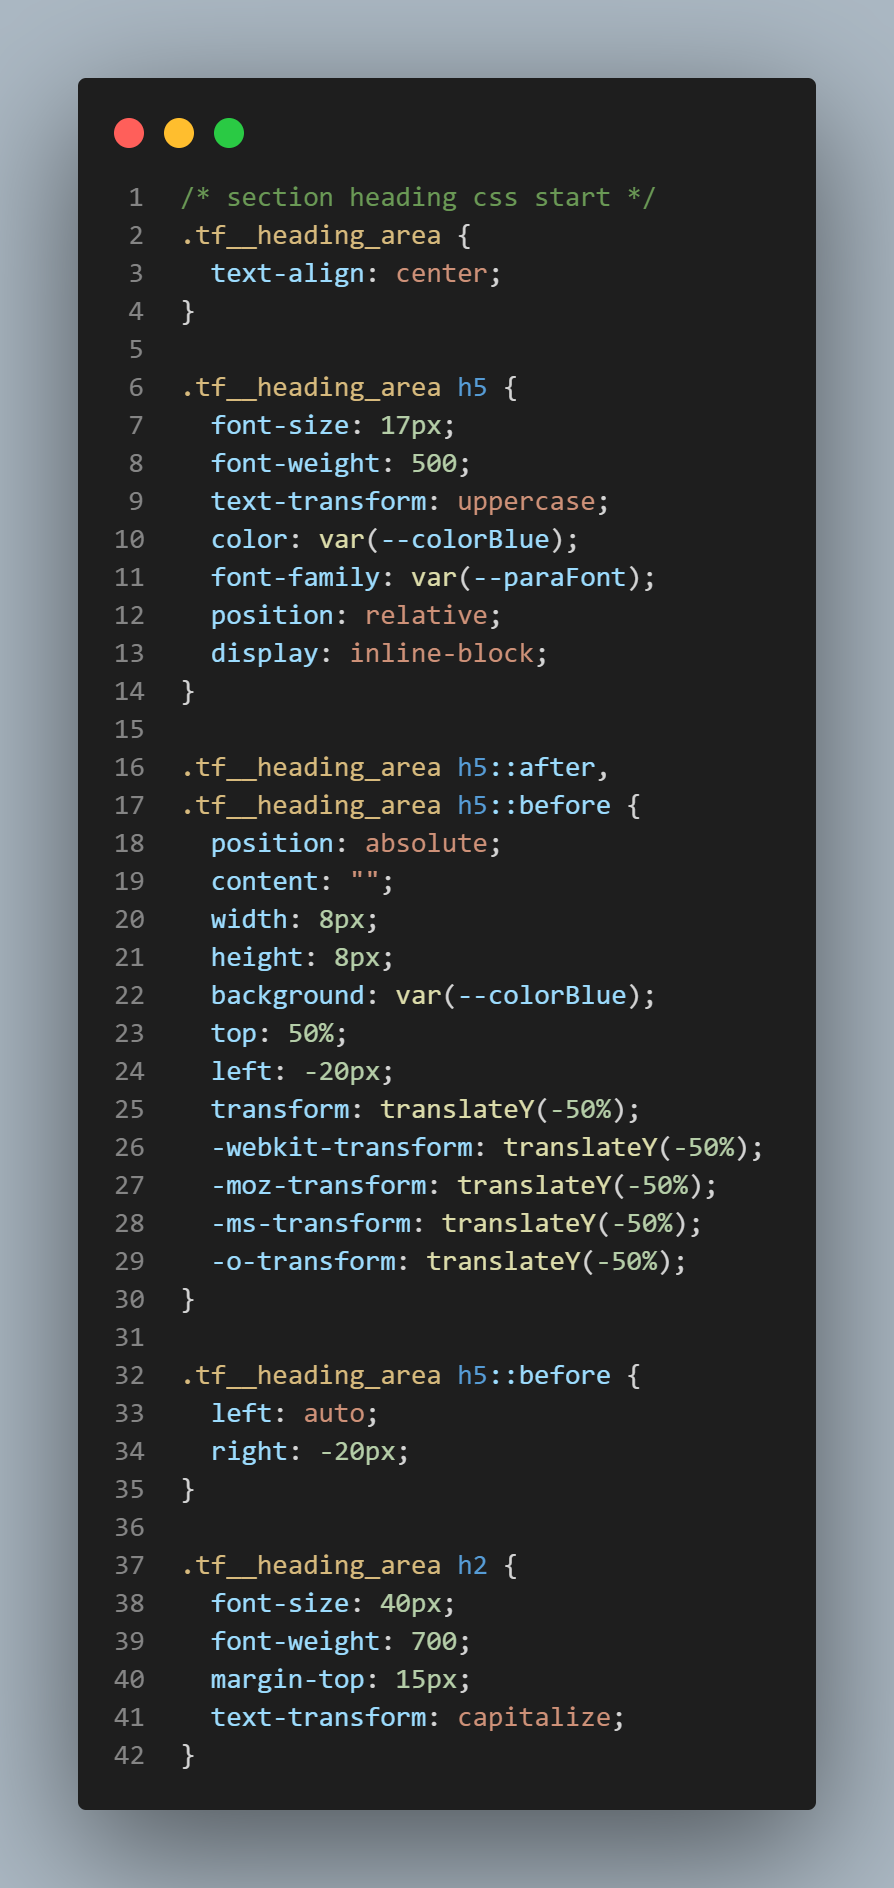 1 /* section heading css start */
2 .tf__heading_area {
3   text-align: center;
4 }
5
6 .tf__heading_area h5 {
7   font-size: 17px;
8   font-weight: 500;
9   text-transform: uppercase;
10   color: var(--colorBlue);
11   font-family: var(--paraFont);
12   position: relative;
13   display: inline-block;
14 }
15
16 .tf__heading_area h5::after,
17 .tf__heading_area h5::before {
18   position: absolute;
19   content: "";
20   width: 8px;
21   height: 8px;
22   background: var(--colorBlue);
23   top: 50%;
24   left: -20px;
25   transform: translateY(-50%);
26   -webkit-transform: translateY(-50%);
27   -moz-transform: translateY(-50%);
28   -ms-transform: translateY(-50%);
29   -o-transform: translateY(-50%);
30 }
31
32 .tf__heading_area h5::before {
33   left: auto;
34   right: -20px;
35 }
36
37 .tf__heading_area h2 {
38   font-size: 40px;
39   font-weight: 700;
40   margin-top: 15px;
41   text-transform: capitalize;
42 }